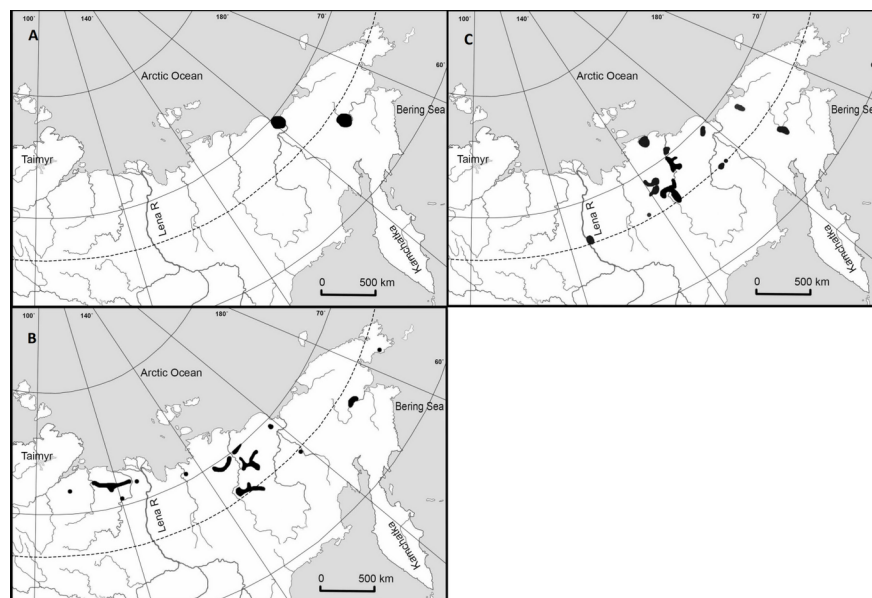 A
100˚
140˚
180˚
70˚
60˚
Arctic Ocean
Bering Sea
Taimyr
Lena R
Kamchatka
0 500 km
C
100˚
140˚
180˚
70˚
60˚
Arctic Ocean
Bering Sea
Taimyr
Lena R
Kamchatka
0 500 km
B
100˚
140˚
180˚
70˚
60˚
Arctic Ocean
Bering Sea
Taimyr
Lena R
Kamchatka
0 500 km